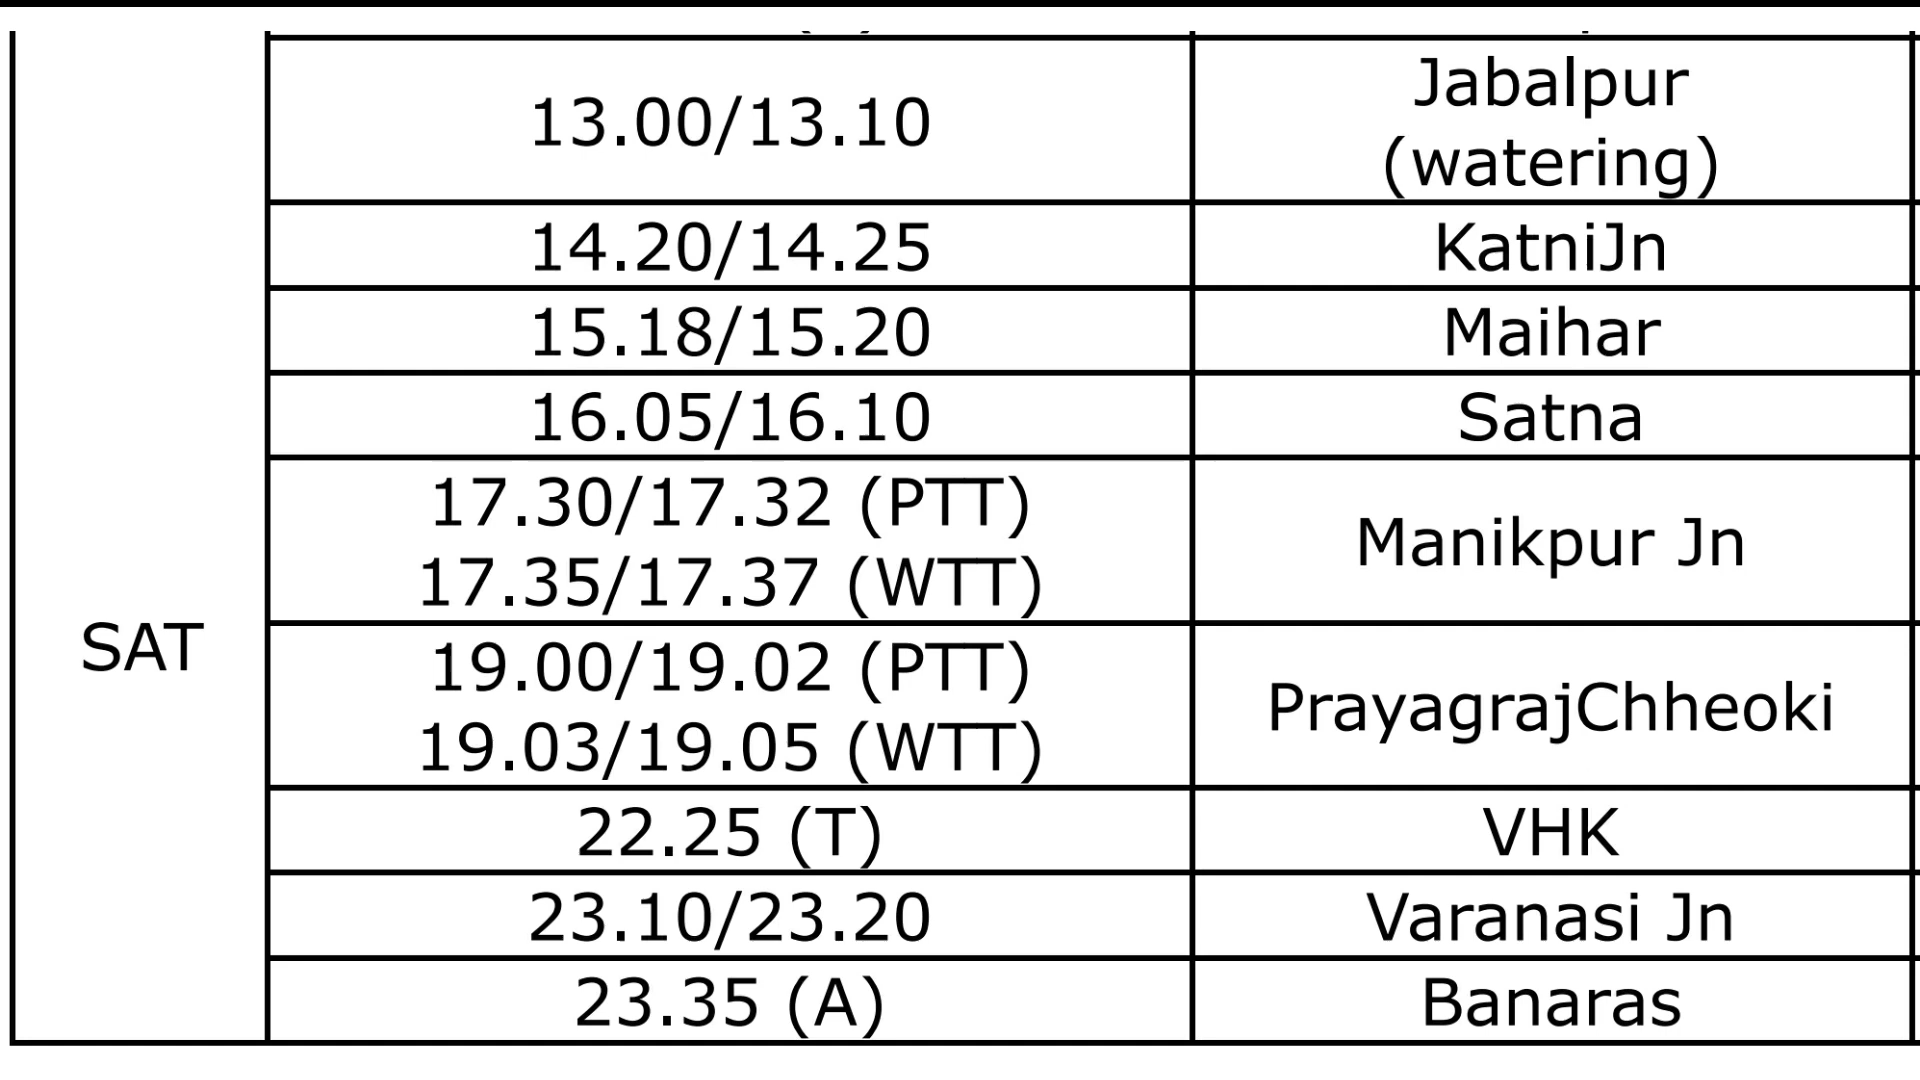 13.00/13.10
Jabalpur
(watering)
14.20/14.25
KatniJn
15.18/15.20
Maihar
16.05/16.10
Satna
17.30/17.32 (PTT)
17.35/17.37 (WTT)
Manikpur Jn
SAT
19.00/19.02 (PTT)
19.03/19.05 (WTT)
PrayagrajChheoki
22.25 (T)
VHK
23.10/23.20
Varanasi Jn
23.35 (A)
Banaras